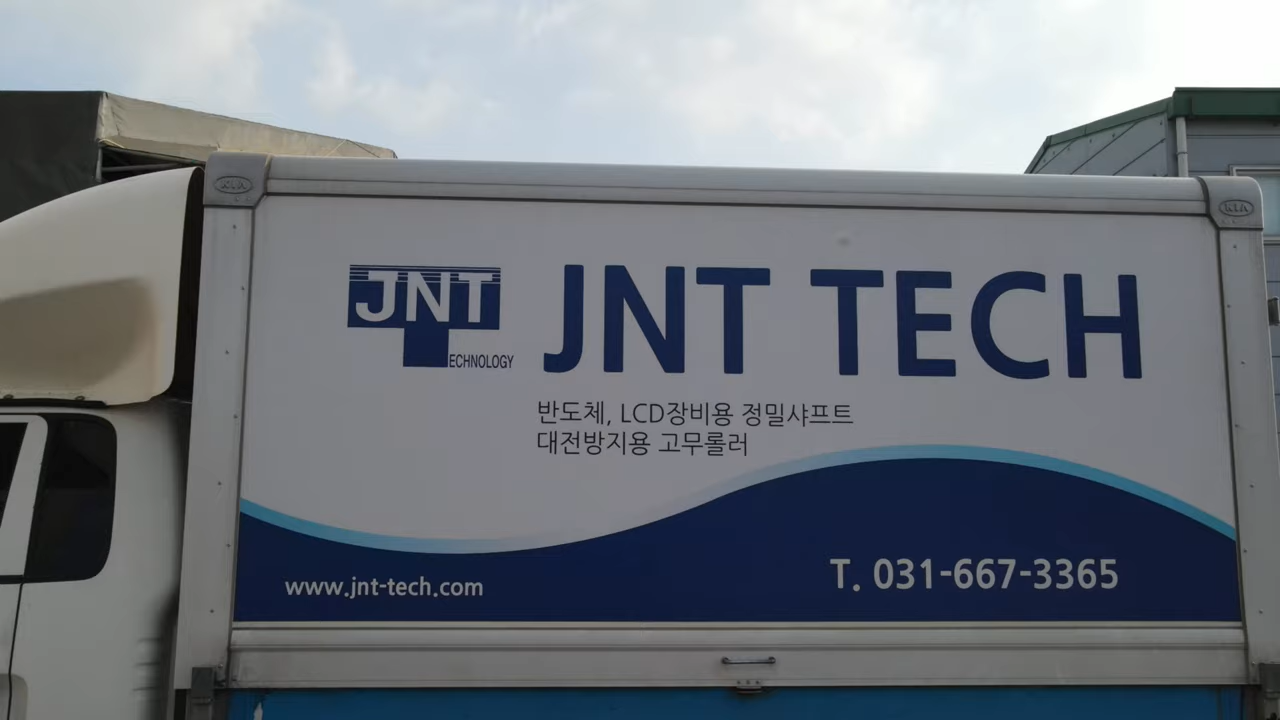 KIA
KIA
JNT
ECHNOLOGY
JNT TECH
반도체, LCD장비용 정밀샤프트
대전방지용 고무롤러
www.jnt-tech.com
T. 031-667-3365